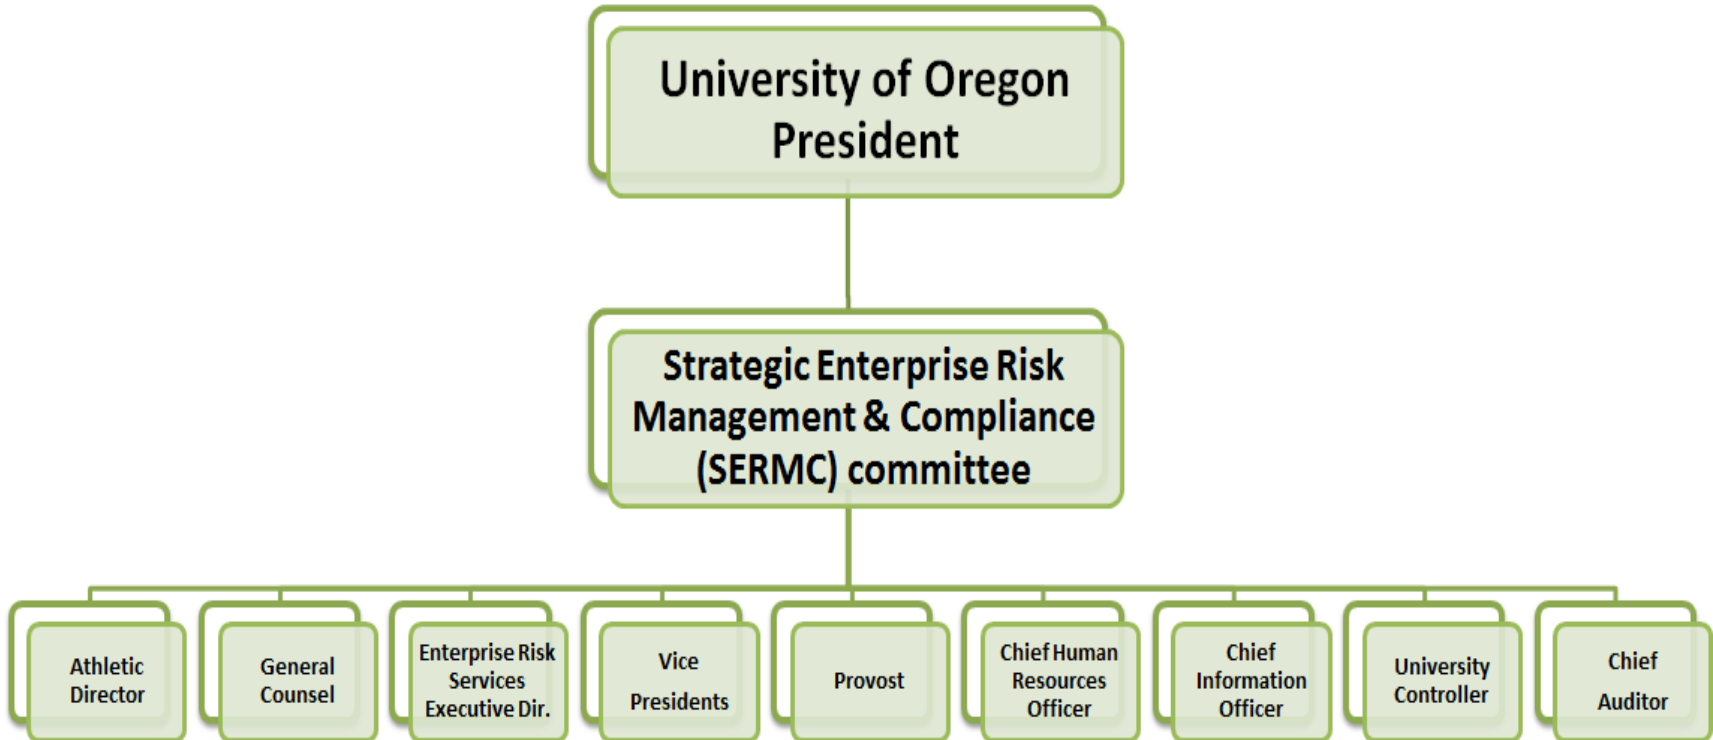 University of Oregon
President
Strategic Enterprise Risk
Management & Compliance
(SERMC) committee
Athletic
Director
General
Counsel
Enterprise Risk
Services
Executive Dir.
Vice
Presidents
Provost
Chief Human
Resources
Officer
Chief
Information
Officer
University
Controller
Chief
Auditor